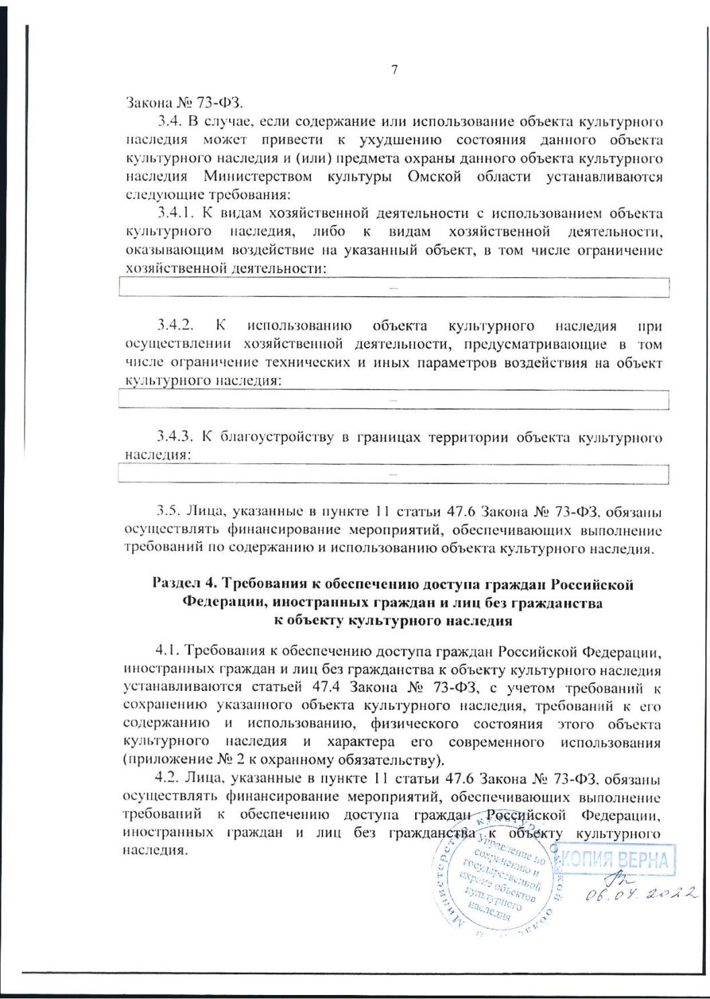 7
Закона № 73-ФЗ.
3.4. В случае, если содержание или использование объекта культурного
наследия может привести к ухудшению состояния данного объекта
культурного наследия и (или) предмета охраны данного объекта культурного
наследия Министерством культуры Омской области устанавливаются
следующие требования:
3.4.1. К видам хозяйственной деятельности с использованием объекта
культурного наследия, либо к видам хозяйственной деятельности,
оказывающим воздействие на указанный объект, в том числе ограничение
хозяйственной деятельности:
–
3.4.2. К использованию объекта культурного наследия при
осуществлении хозяйственной деятельности, предусматривающие в том
числе ограничение технических и иных параметров воздействия на объект
культурного наследия:
–
3.4.3. К благоустройству в границах территории объекта культурного
наследия:
–
3.5. Лица, указанные в пункте 11 статьи 47.6 Закона № 73-ФЗ, обязаны
осуществлять финансирование мероприятий, обеспечивающих выполнение
требований по содержанию и использованию объекта культурного наследия.
Раздел 4. Требования к обеспечению доступа граждан Российской
Федерации, иностранных граждан и лиц без гражданства
к объекту культурного наследия
4.1. Требования к обеспечению доступа граждан Российской Федерации,
иностранных граждан и лиц без гражданства к объекту культурного наследия
устанавливаются статьей 47.4 Закона № 73-ФЗ, с учетом требований к
сохранению указанного объекта культурного наследия, требований к его
содержанию и использованию, физического состояния этого объекта
культурного наследия и характера его современного использования
(приложение № 2 к охранному обязательству).
4.2. Лица, указанные в пункте 11 статьи 47.6 Закона № 73-ФЗ, обязаны
осуществлять финансирование мероприятий, обеспечивающих выполнение
требований к обеспечению доступа граждан Российской Федерации,
иностранных граждан и лиц без гражданства к объекту культурного
наследия.
Министерство культуры Омской области
Управление по
сохранению и
государственной
охране объектов
культурного
наследия
КОПИЯ ВЕРНА
06.04.2022